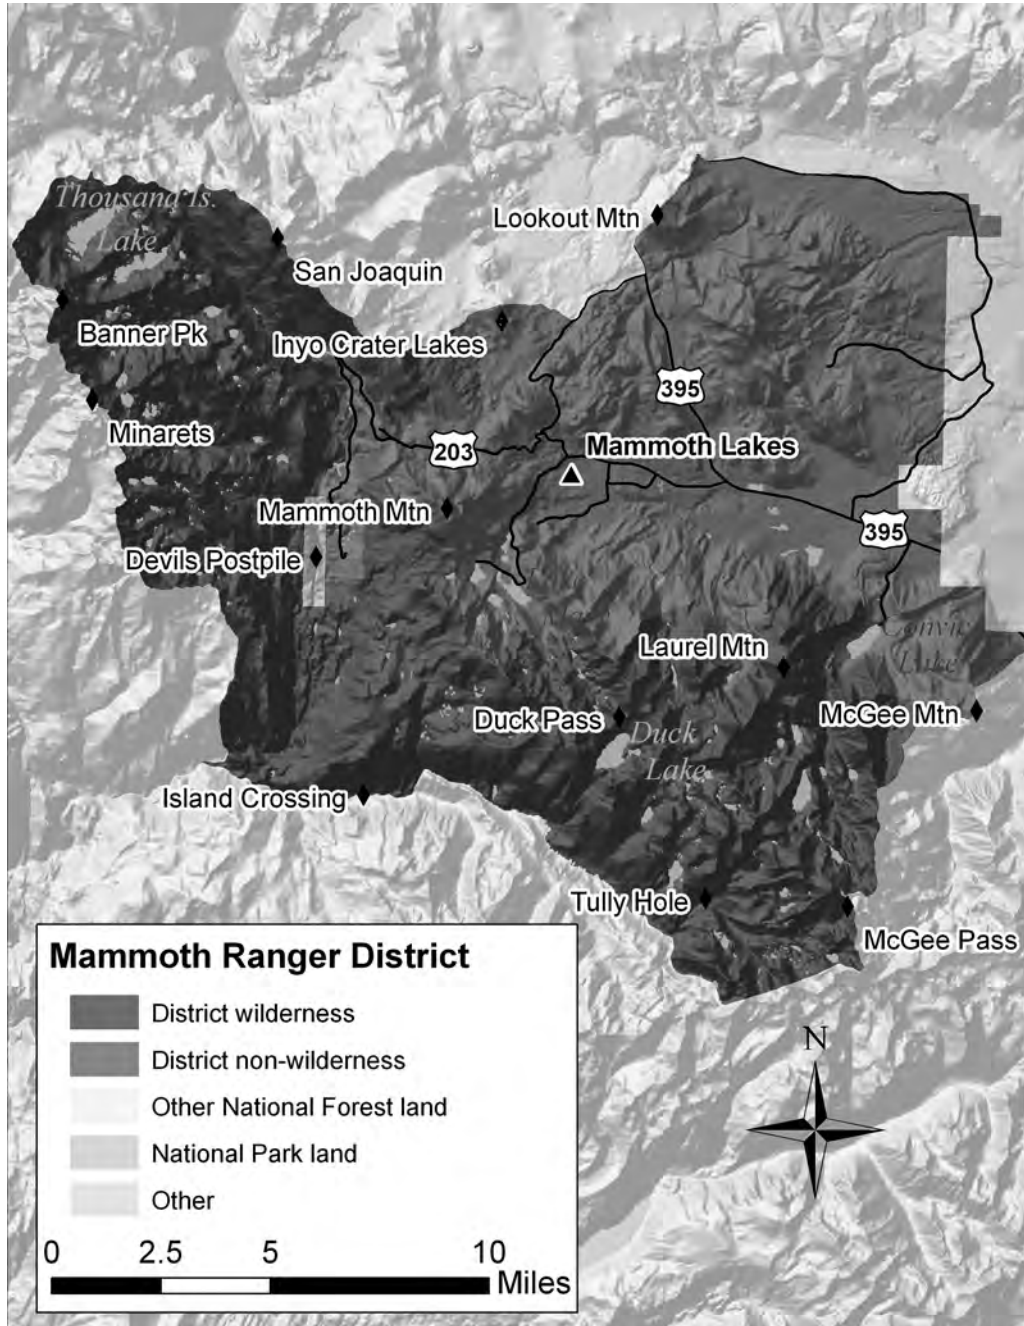 Thousand Is.
Lake
Lookout Mtn
San Joaquin
Banner Pk
Inyo Crater Lakes
395
Minarets
203
Mammoth Lakes
Mammoth Mtn
395
Devils Postpile
Convic
Lake
Laurel Mtn
Duck Pass
McGee Mtn
Duck
Lake
Island Crossing
Tully Hole
McGee Pass
Mammoth Ranger District
District wilderness
District non-wilderness
Other National Forest land
National Park land
Other
0 2.5 5 10
Miles
N